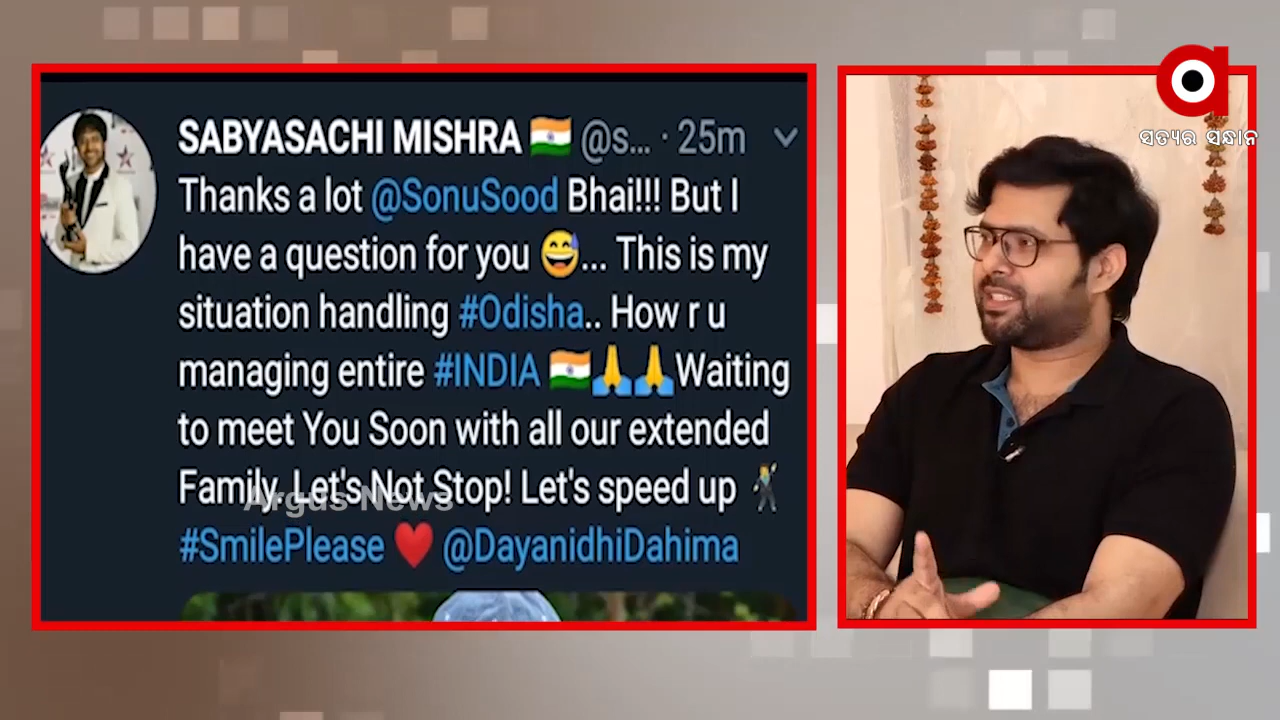 SABYASACHI MISHRA 🇮🇳 @s... · 25m
Thanks a lot @SonuSood Bhai!!! But I
have a question for you 😅... This is my
situation handling #Odisha.. How r u
managing entire #INDIA 🇮🇳🙏🙏Waiting
to meet You Soon with all our extended
Family. Let's Not Stop! Let's speed up 🕺
#SmilePlease ❤️ @DayanidhiDahima
Argus News
ସତ୍ୟର ସନ୍ଧାନ